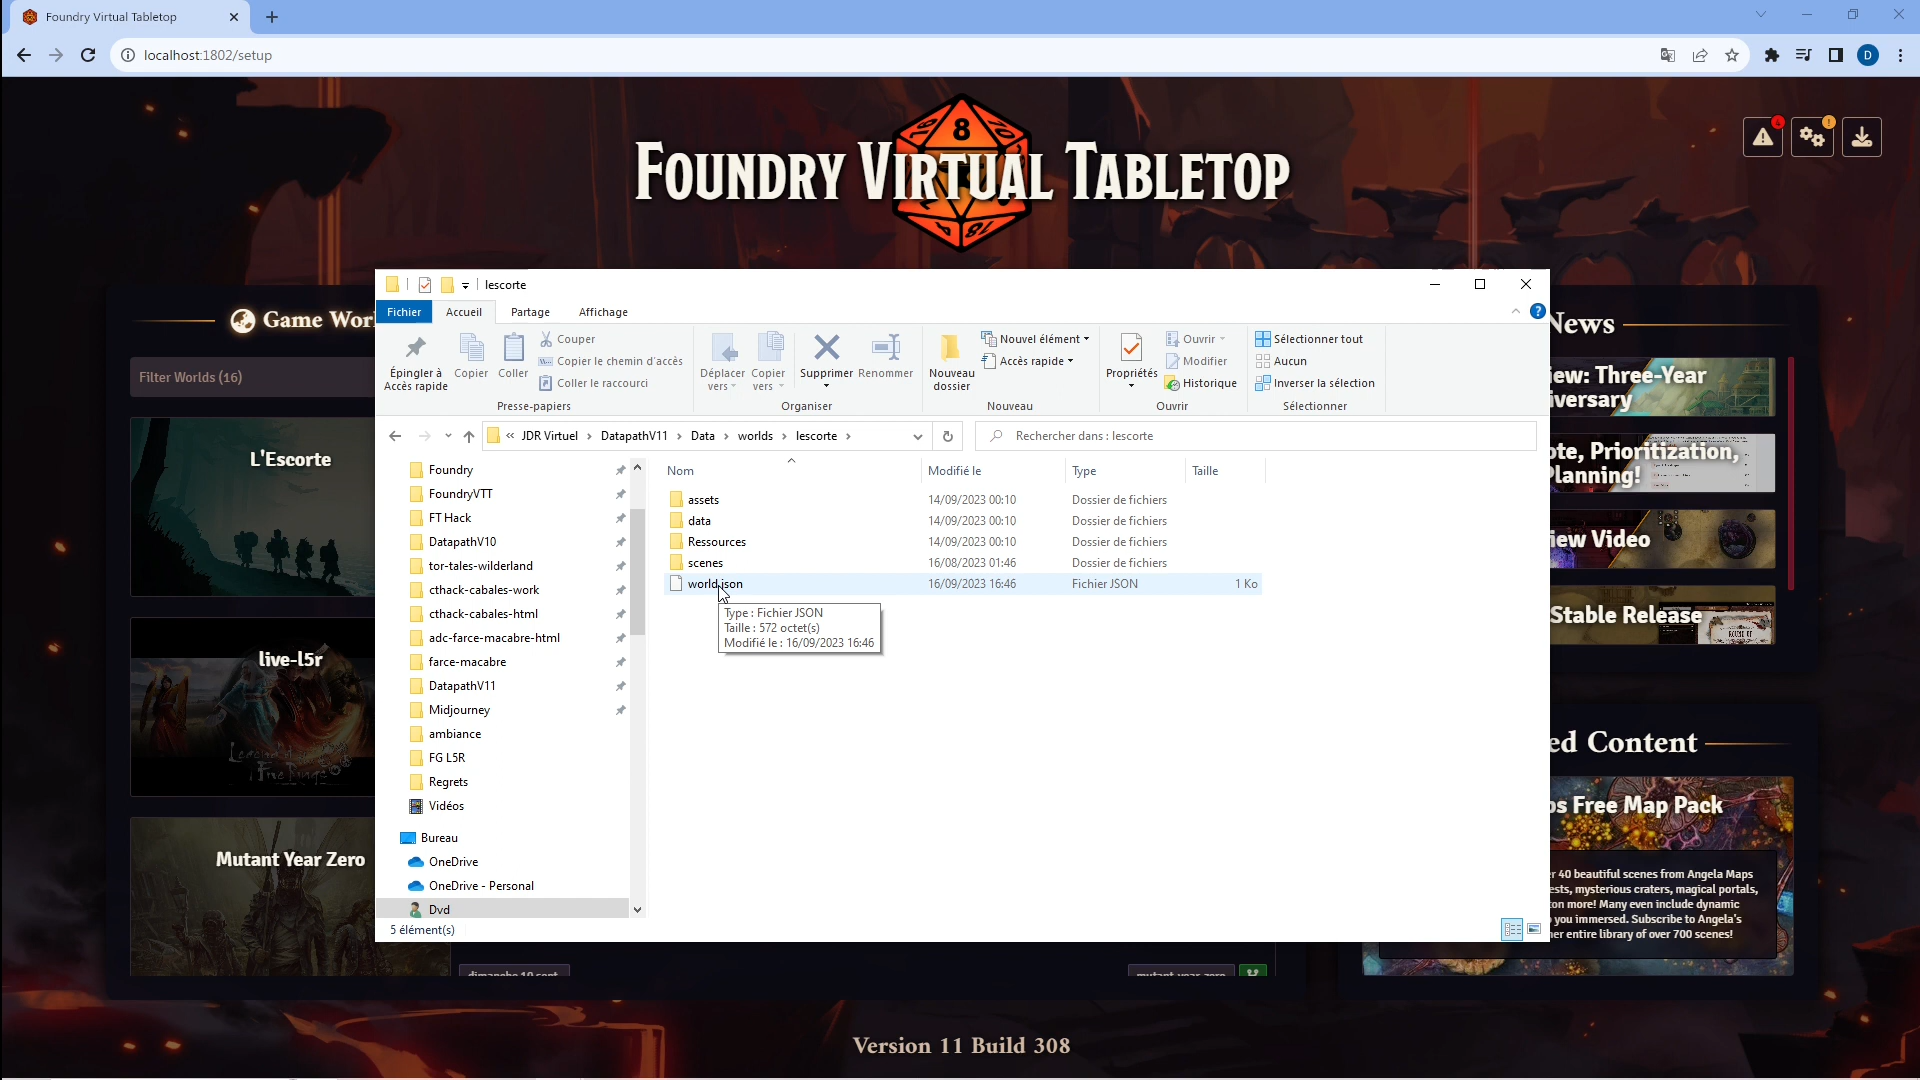 Foundry Virtual Tabletop
localhost:1802/setup
D
8
FOUNDRY VIRTUAL TABLETOP
Game Worl
Filter Worlds (16)
L'Escorte
live-l5r
Mutant Year Zero
dimanche 10 sept.
mutant-year-zero
lescorte
Fichier
Accueil
Partage
Affichage
Épingler à
Accès rapide
Copier
Coller
Couper
Copier le chemin d'accès
Coller le raccourci
Presse-papiers
Déplacer
vers
Copier
vers
Supprimer
Renommer
Organiser
Nouveau
dossier
Nouvel élément
Accès rapide
Nouveau
Propriétés
Ouvrir
Modifier
Historique
Ouvrir
Sélectionner tout
Aucun
Inverser la sélection
Sélectionner
« JDR Virtuel > DatapathV11 > Data > worlds > lescorte >
Rechercher dans : lescorte
Foundry
FoundryVTT
FT Hack
DatapathV10
tor-tales-wilderland
cthack-cabales-work
cthack-cabales-html
adc-farce-macabre-html
farce-macabre
DatapathV11
Midjourney
ambiance
FG L5R
Regrets
Vidéos
Bureau
OneDrive
OneDrive - Personal
Dvd
Nom Modifié le Type Taille
assets 14/09/2023 00:10 Dossier de fichiers
data 14/09/2023 00:10 Dossier de fichiers
Ressources 14/09/2023 00:10 Dossier de fichiers
scenes 16/08/2023 01:46 Dossier de fichiers
world.json 16/09/2023 16:46 Fichier JSON 1 Ko
Type : Fichier JSON
Taille : 572 octet(s)
Modifié le : 16/09/2023 16:46
5 élément(s)
News
iew: Three-Year
iversary
ote, Prioritization,
Planning!
iew Video
Stable Release
ed Content
ps Free Map Pack
r 40 beautiful scenes from Angela Maps
ests, mysterious craters, magical portals,
ton more! Many even include dynamic
you immersed. Subscribe to Angela's
her entire library of over 700 scenes!
Version 11 Build 308